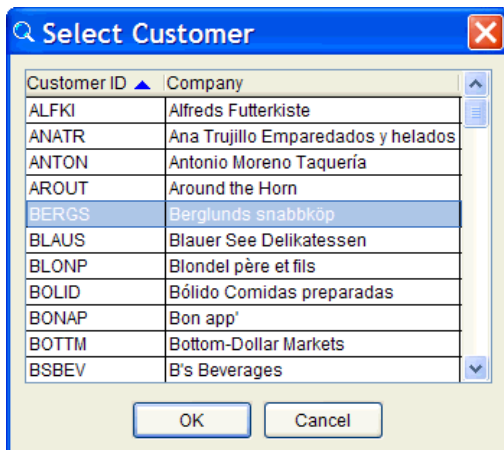 Select Customer
Customer ID Company
ALFKI Alfreds Futterkiste
ANATR Ana Trujillo Emparedados y helados
ANTON Antonio Moreno Taquería
AROUT Around the Horn
BERGS Berglunds snabbköp
BLAUS Blauer See Delikatessen
BLONP Blondel père et fils
BOLID Bólido Comidas preparadas
BONAP Bon app'
BOTTM Bottom-Dollar Markets
BSBEV B's Beverages
OK Cancel